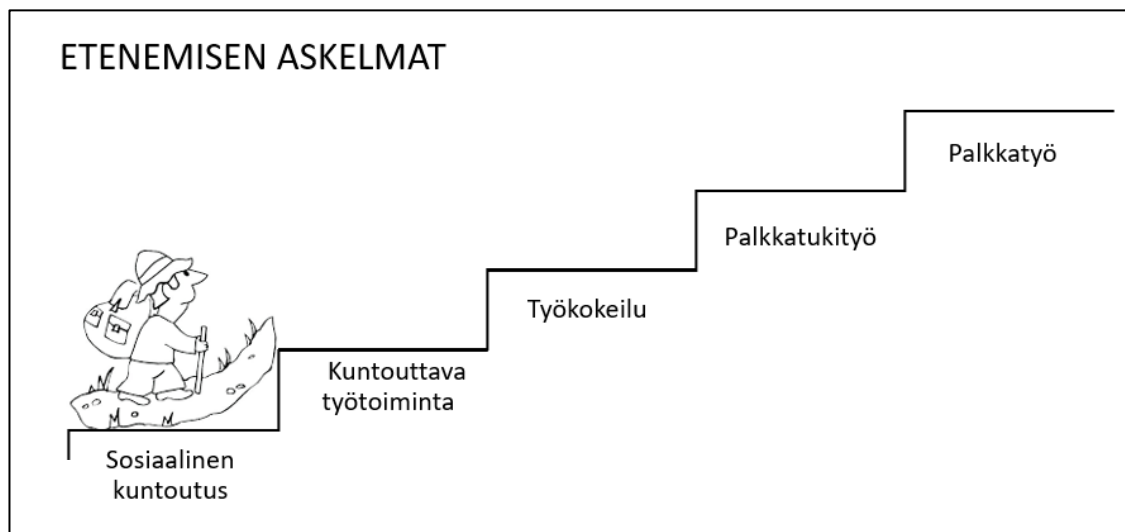 ETENEMISEN ASKELMAT
Palkkatyö
Palkkatukityö
Työkokeilu
Kuntouttava
työtoiminta
Sosiaalinen
kuntoutus